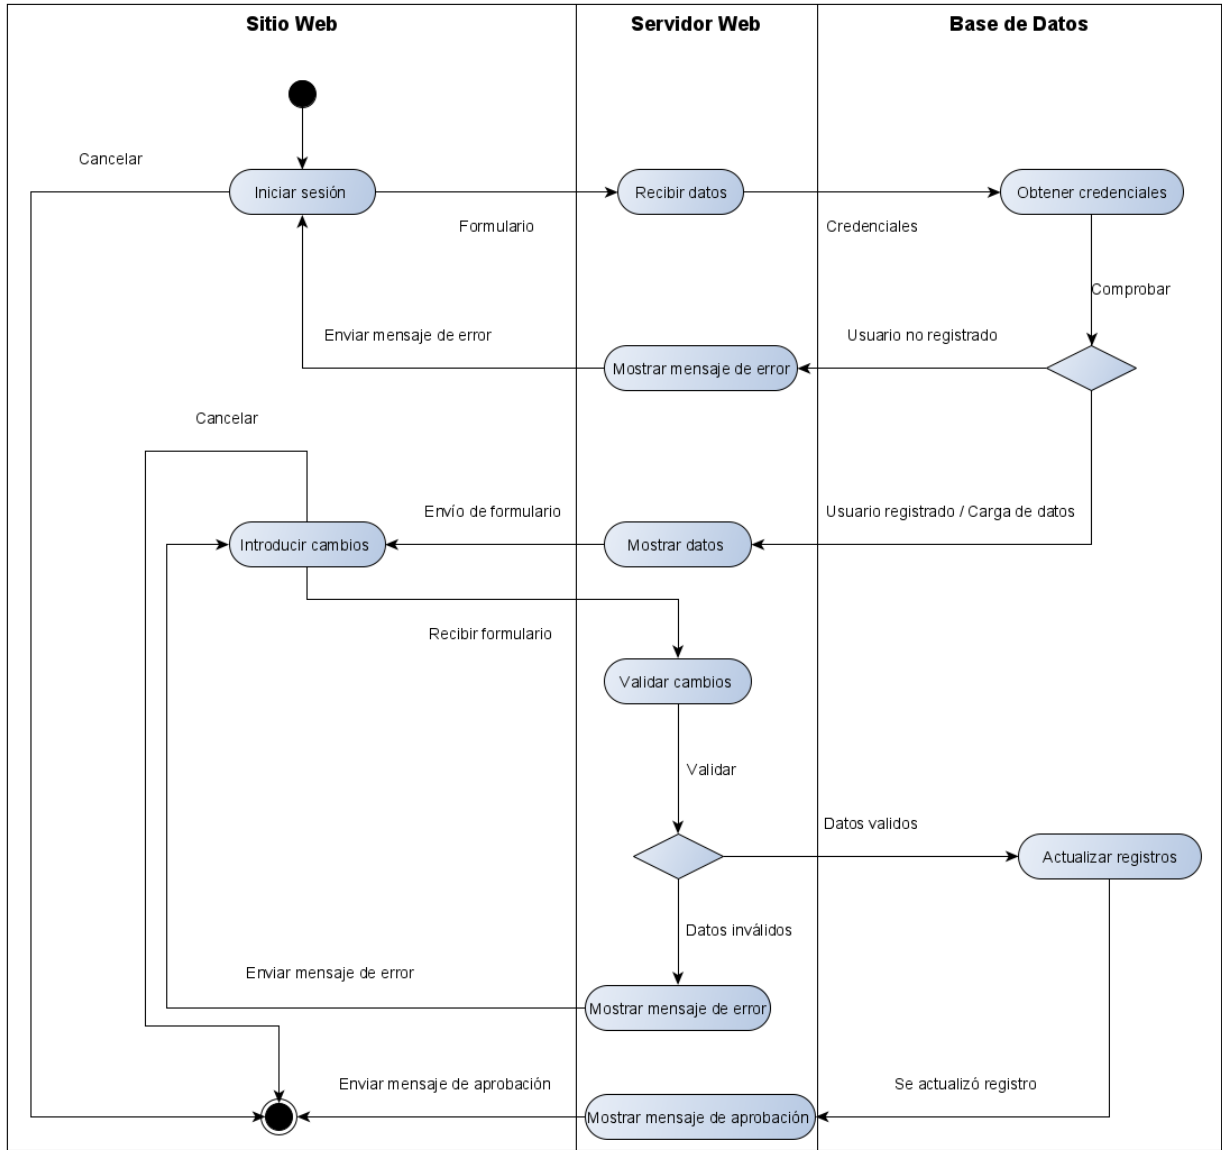 Sitio Web
Servidor Web
Base de Datos
Cancelar
Iniciar sesión
Recibir datos
Obtener credenciales
Formulario
Credenciales
Comprobar
Enviar mensaje de error
Usuario no registrado
Mostrar mensaje de error
Cancelar
Envío de formulario
Usuario registrado / Carga de datos
Introducir cambios
Mostrar datos
Recibir formulario
Validar cambios
Validar
Datos validos
Actualizar registros
Datos inválidos
Enviar mensaje de error
Mostrar mensaje de error
Enviar mensaje de aprobación
Se actualizó registro
Mostrar mensaje de aprobación